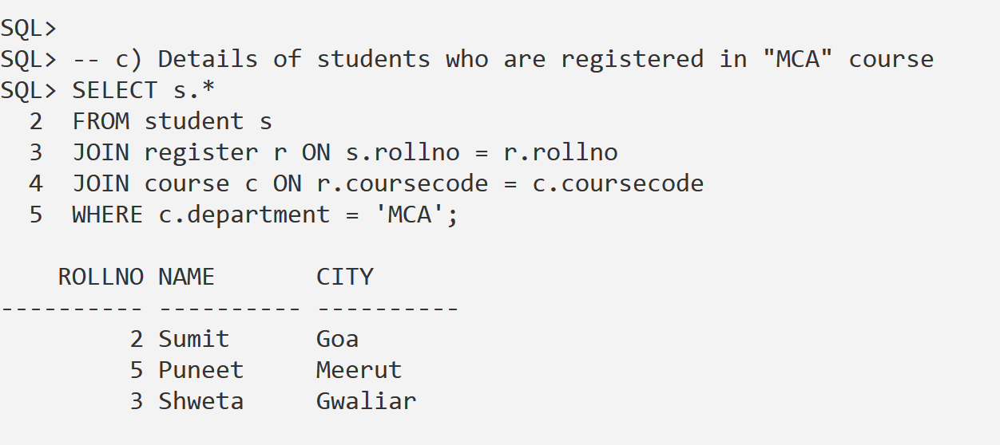 SQL>
SQL> -- c) Details of students who are registered in "MCA" course
SQL> SELECT s.*
  2  FROM student s
  3  JOIN register r ON s.rollno = r.rollno
  4  JOIN course c ON r.coursecode = c.coursecode
  5  WHERE c.department = 'MCA';

    ROLLNO NAME       CITY
---------- ---------- ----------
         2 Sumit      Goa
         5 Puneet     Meerut
         3 Shweta     Gwaliar